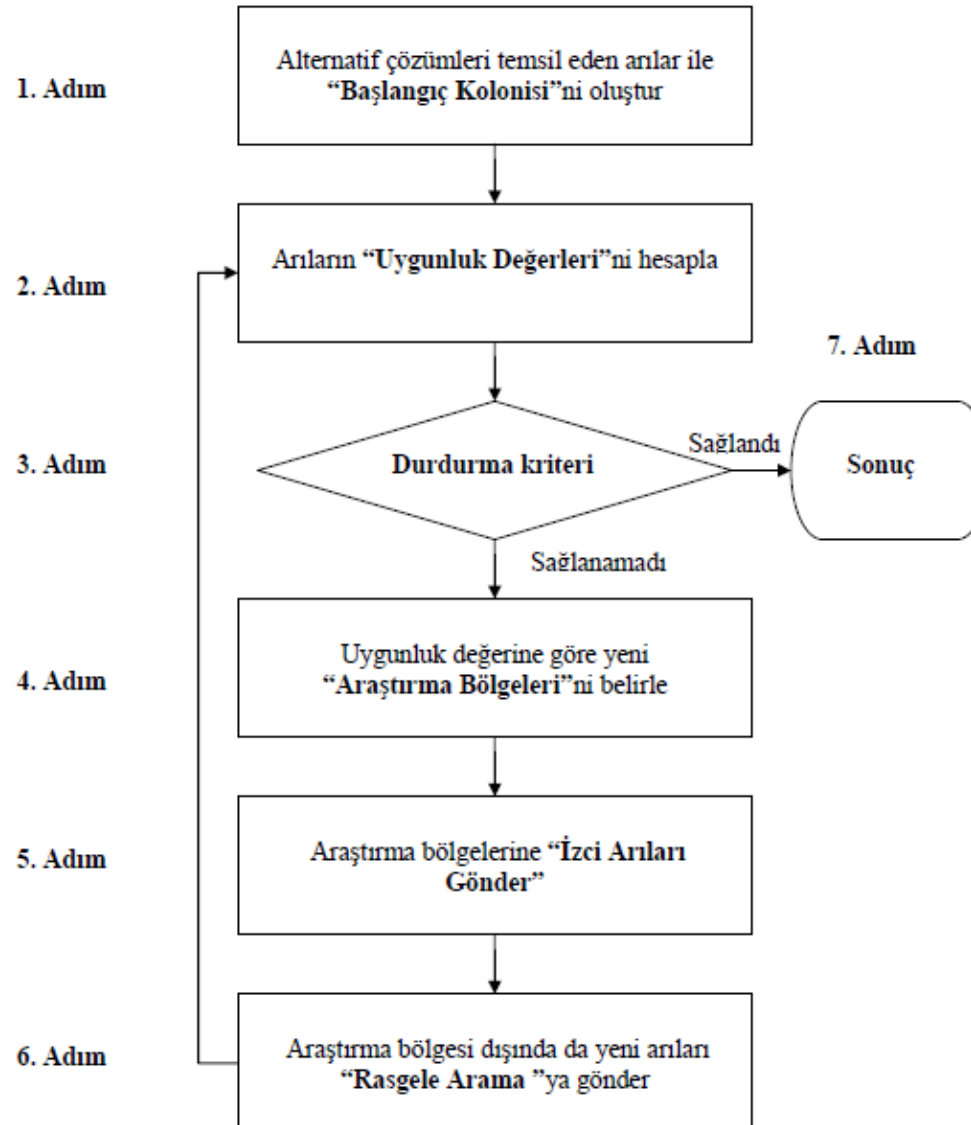 1. Adım
Alternatif çözümleri temsil eden arılar ile
“Başlangıç Kolonisi”ni oluştur
2. Adım
Arıların “Uygunluk Değerleri”ni hesapla
7. Adım
3. Adım
Durdurma kriteri
Sağlandı
Sonuç
Sağlanamadı
4. Adım
Uygunluk değerine göre yeni
“Araştırma Bölgeleri”ni belirle
5. Adım
Araştırma bölgelerine “İzci Arıları
Gönder”
6. Adım
Araştırma bölgesi dışında da yeni arıları
“Rasgele Arama ”ya gönder